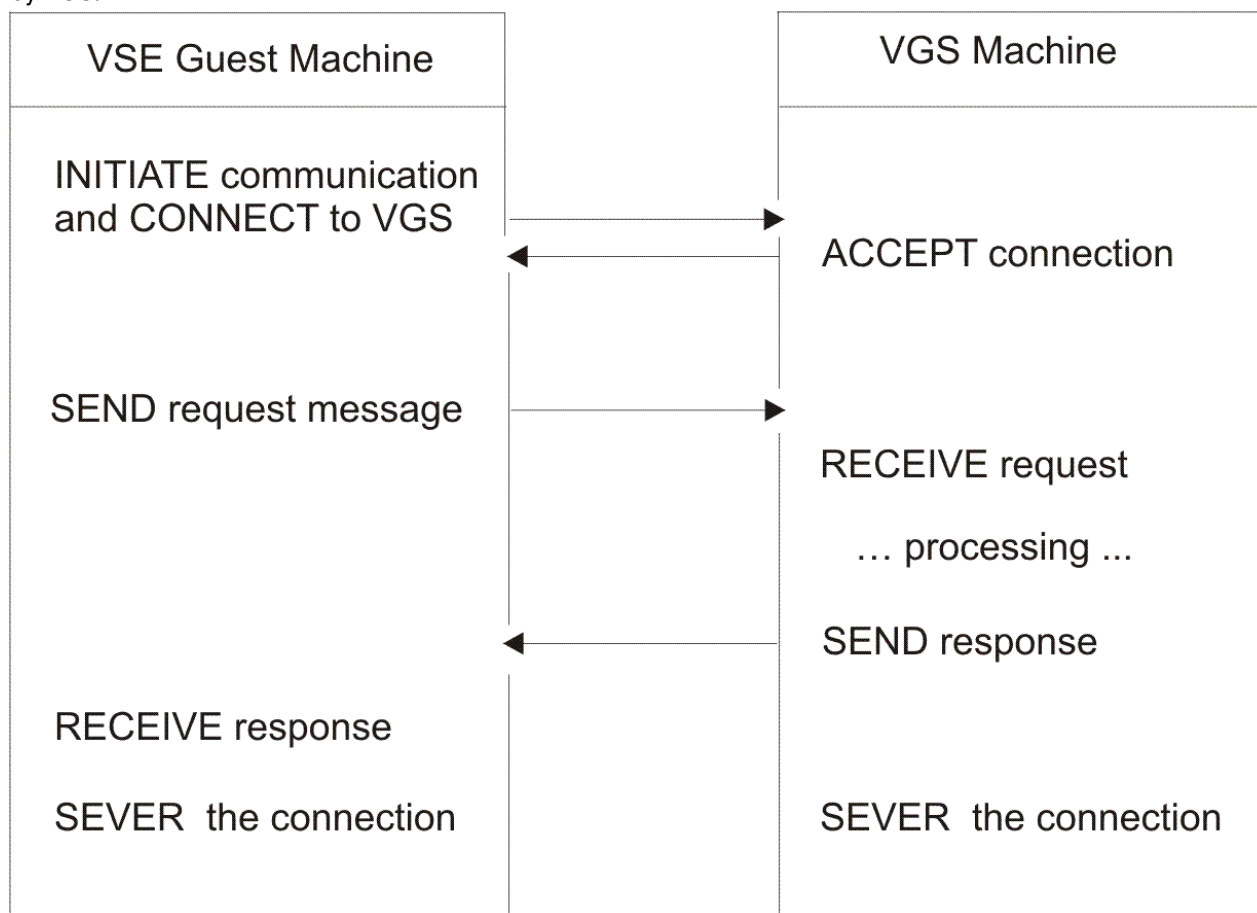 VSE Guest Machine
VGS Machine
INITIATE communication
and CONNECT to VGS
ACCEPT connection
SEND request message
RECEIVE request
… processing ...
SEND response
RECEIVE response
SEVER the connection
SEVER the connection